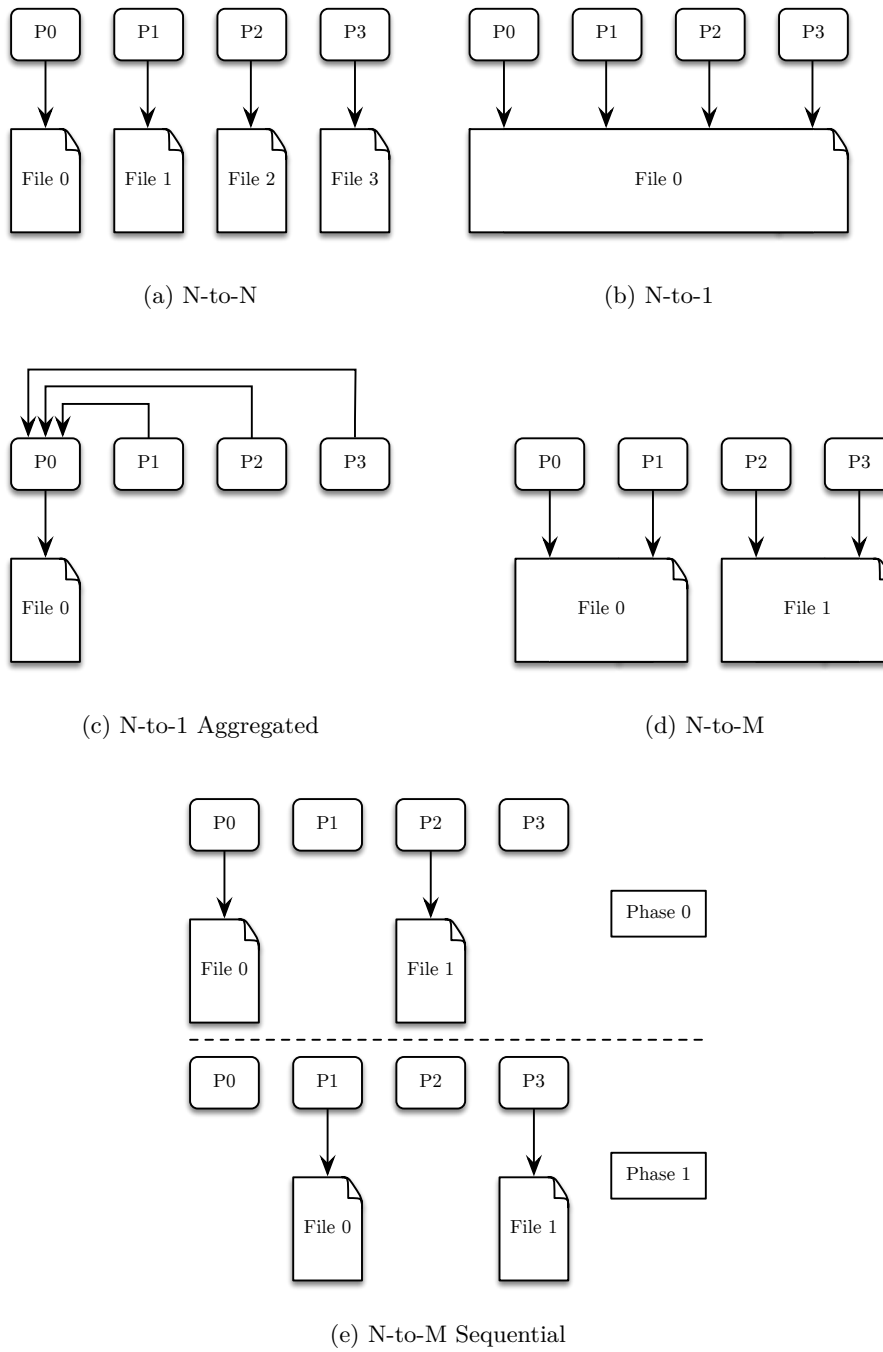 P0 P1 P2 P3
File 0 File 1 File 2 File 3
(a) N-to-N
P0 P1 P2 P3
File 0
(b) N-to-1
P0 P1 P2 P3
File 0
(c) N-to-1 Aggregated
P0 P1 P2 P3
File 0 File 1
(d) N-to-M
P0 P1 P2 P3
File 0 File 1
Phase 0
P0 P1 P2 P3
File 0 File 1
Phase 1
(e) N-to-M Sequential